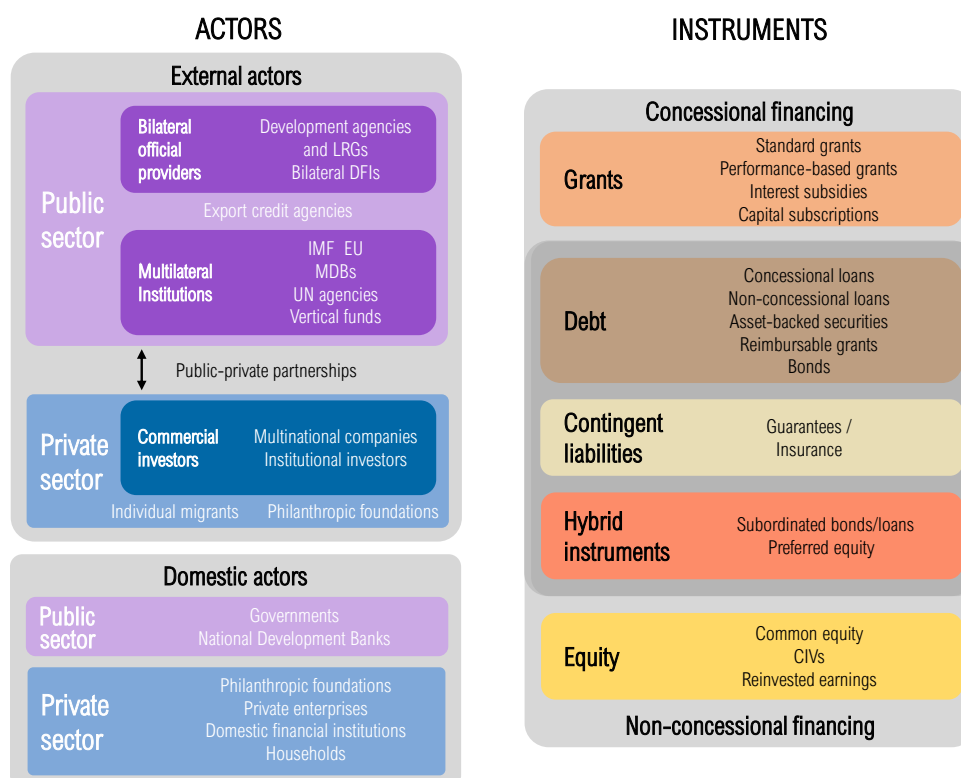 ACTORS
External actors
Public
sector
Bilateral
official
providers
Development agencies
and LRGs
Bilateral DFIs
Export credit agencies
Multilateral
Institutions
IMF EU
MDBs
UN agencies
Vertical funds
Public-private partnerships
Private
sector
Commercial
investors
Multinational companies
Institutional investors
Individual migrants
Philanthropic foundations
Domestic actors
Public
sector
Governments
National Development Banks
Private
sector
Philanthropic foundations
Private enterprises
Domestic financial institutions
Households
INSTRUMENTS
Concessional financing
Grants
Standard grants
Performance-based grants
Interest subsidies
Capital subscriptions
Debt
Concessional loans
Non-concessional loans
Asset-backed securities
Reimbursable grants
Bonds
Contingent
liabilities
Guarantees /
Insurance
Hybrid
instruments
Subordinated bonds/loans
Preferred equity
Equity
Common equity
CIVs
Reinvested earnings
Non-concessional financing